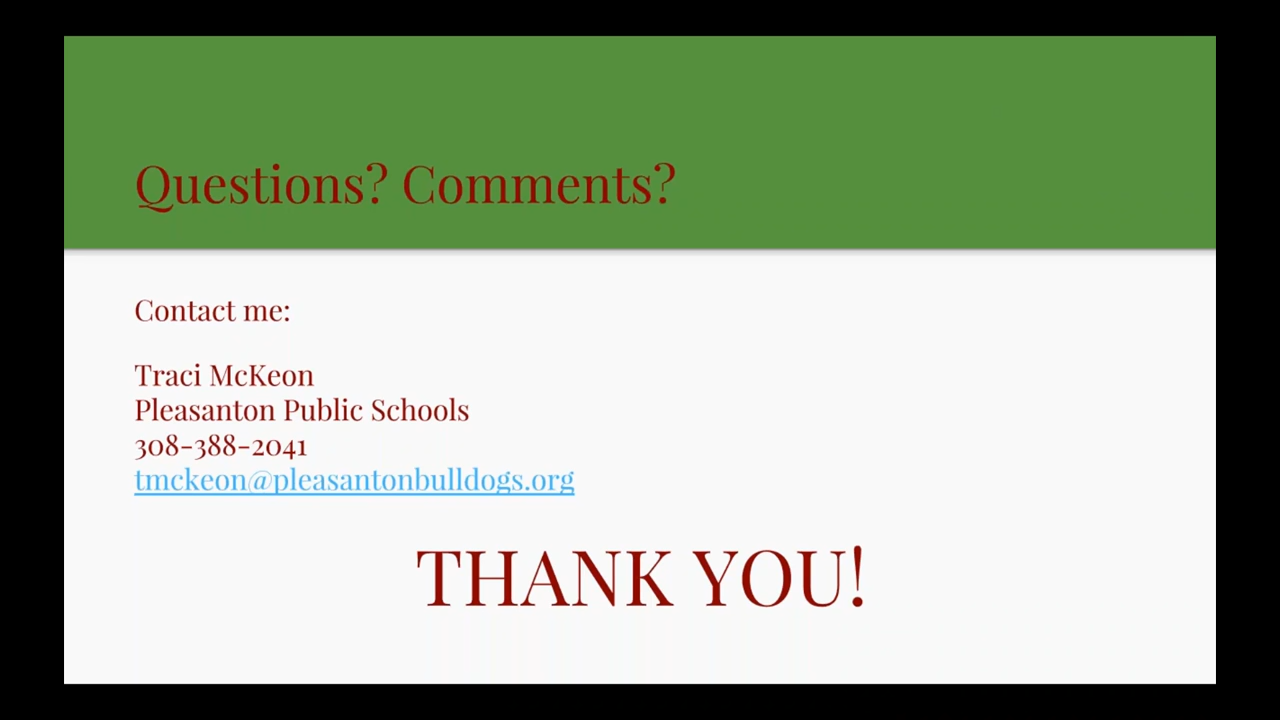 Questions? Comments?
Contact me:
Traci McKeon
Pleasanton Public Schools
308-388-2041
tmckeon@pleasantonbulldogs.org
THANK YOU!